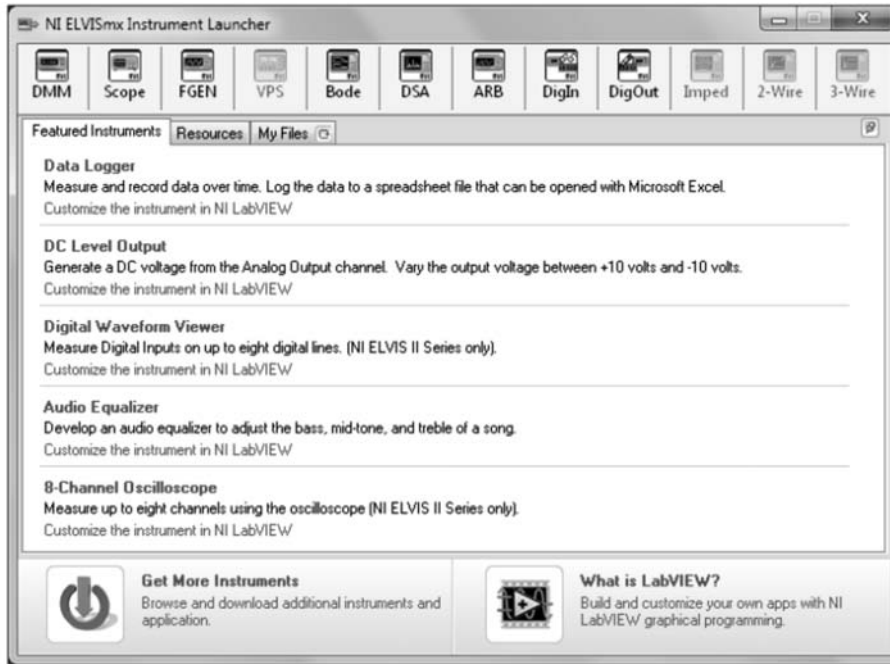 NI ELVISmx Instrument Launcher
DMM Scope FGEN VPS Bode DSA ARB DigIn DigOut Imped 2-Wire 3-Wire
Featured Instruments Resources My Files
Data Logger
Measure and record data over time. Log the data to a spreadsheet file that can be opened with Microsoft Excel.
Customize the instrument in NI LabVIEW
DC Level Output
Generate a DC voltage from the Analog Output channel. Vary the output voltage between +10 volts and -10 volts.
Customize the instrument in NI LabVIEW
Digital Waveform Viewer
Measure Digital Inputs on up to eight digital lines. (NI ELVIS II Series only).
Customize the instrument in NI LabVIEW
Audio Equalizer
Develop an audio equalizer to adjust the bass, mid-tone, and treble of a song.
Customize the instrument in NI LabVIEW
8-Channel Oscilloscope
Measure up to eight channels using the oscilloscope (NI ELVIS II Series only).
Customize the instrument in NI LabVIEW
Get More Instruments
Browse and download additional instruments and
application.
What is LabVIEW?
Build and customize your own apps with NI
LabVIEW graphical programming.